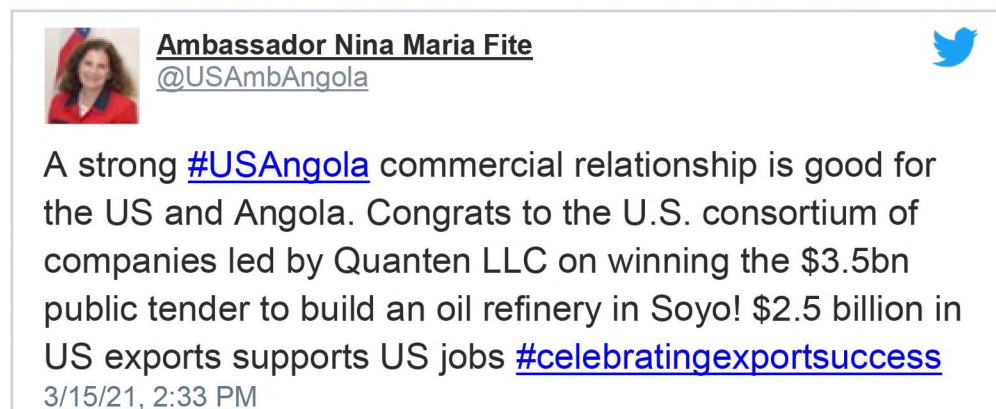 Ambassador Nina Maria Fite
@USAmbAngola
A strong #USAngola commercial relationship is good for
the US and Angola. Congrats to the U.S. consortium of
companies led by Quanten LLC on winning the $3.5bn
public tender to build an oil refinery in Soyo! $2.5 billion in
US exports supports US jobs #celebratingexportsuccess
3/15/21, 2:33 PM